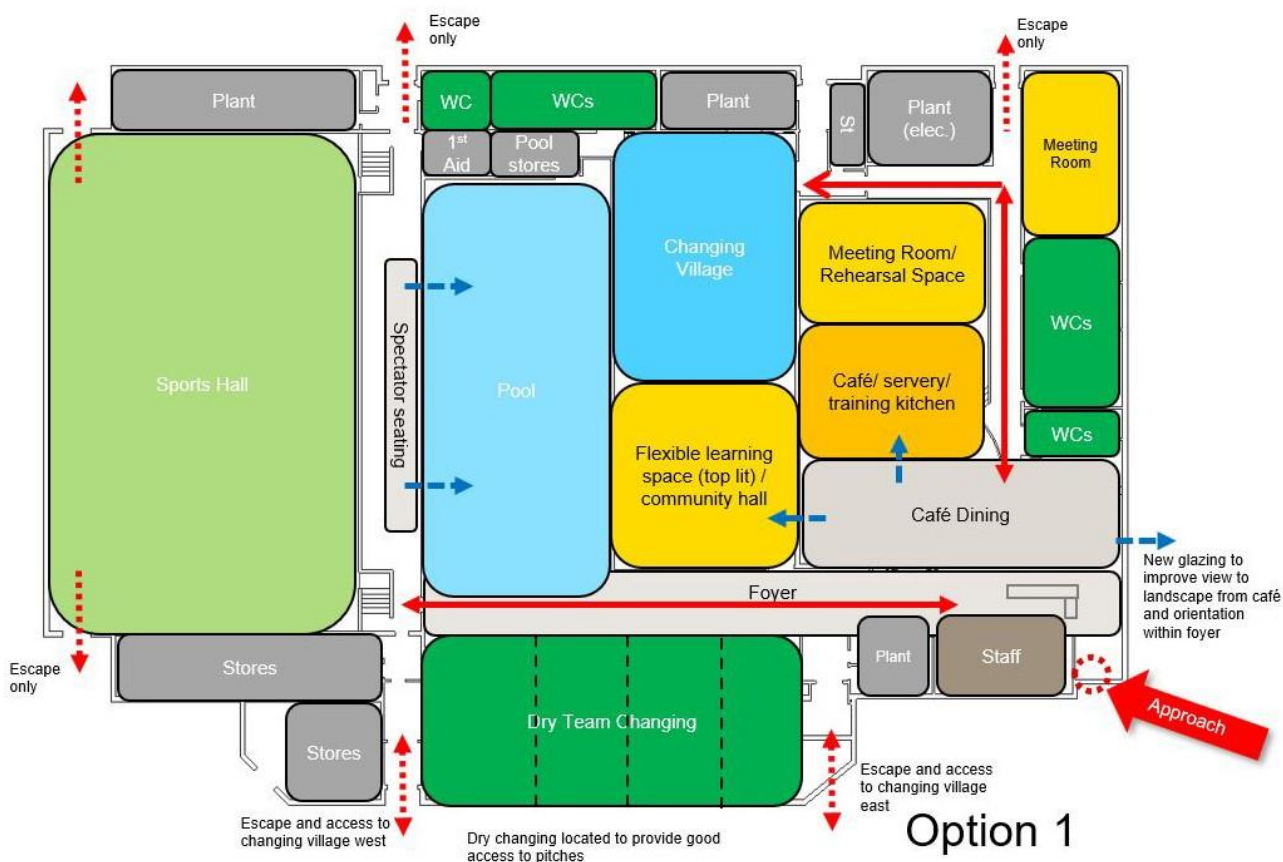 Escape
only
Escape
only
Plant
WC
WCs
Plant
St
Plant
(elec.)
Meeting
Room
1st
Aid
Pool
stores
Sports Hall
Spectator seating
Pool
Changing
Village
Meeting Room/
Rehearsal Space
WCs
Café/ servery/
training kitchen
WCs
Flexible learning
space (top lit) /
community hall
Café Dining
New glazing to
improve view to
landscape from café
and orientation
within foyer
Foyer
Escape
only
Stores
Plant
Staff
Approach
Stores
Dry Team Changing
Escape and access to
changing village west
Dry changing located to provide good
access to pitches
Escape and access
to changing village
east
Option 1